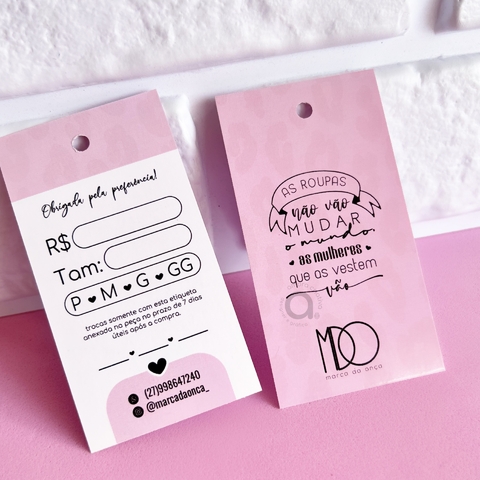 Obrigada pela preferência!
R$
Tam:
P ♥ M ♥ G ♥ GG
trocas somente com esta etiqueta
anexada na peça no prazo de 7 dias
úteis após a compra.
(27)998647240
@marcadaonca_
AS ROUPAS
não vão
MUDAR
o mundo.
as mulheres
que as vestem
vão
MDO
marca da onça
a